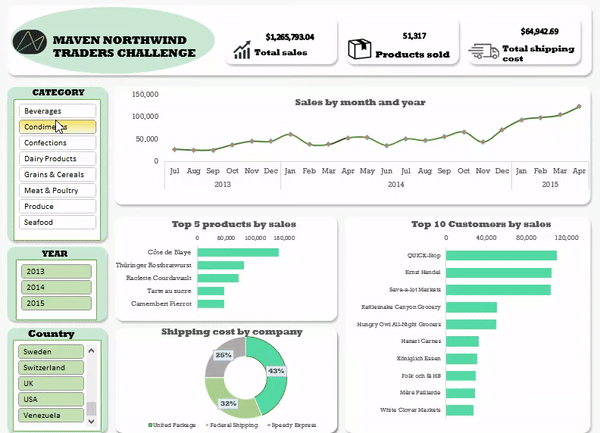 MAVEN NORTHWIND
TRADERS CHALLENGE
$1,265,793.04
Total sales
51,317
Products sold
$64,942.69
Total shipping
cost
CATEGORY
Beverages
Confections
Dairy Products
Grains & Cereals
Meat & Poultry
Produce
Seafood
YEAR
2013
2014
2015
Country
Sweden
Switzerland
UK
USA
Venezuela
Sales by month and year
150,000
100,000
50,000
0
Jul Aug Sep Oct Nov Dec Jan Feb Mar Apr May Jun Jul Aug Sep Oct Nov Dec Jan Feb Mar Apr
2013 2014 2015
Top 5 products by sales
0 50,000 100,000 150,000
Côte de Blaye
Thüringer Rostbratwurst
Raclette Courdavault
Tarte au sucre
Camembert Pierrot
Shipping cost by company
25%
43%
32%
United Package Federal Shipping Speedy Express
Top 10 Customers by sales
0 40,000 80,000 120,000
QUICK-Stop
Ernst Handel
Save-a-lot Markets
Rattlesnake Canyon Grocery
Hungry Owl All-Night Grocers
Hanari Carnes
Königlich Essen
Folk och fä HB
Mère Paillarde
White Clover Markets